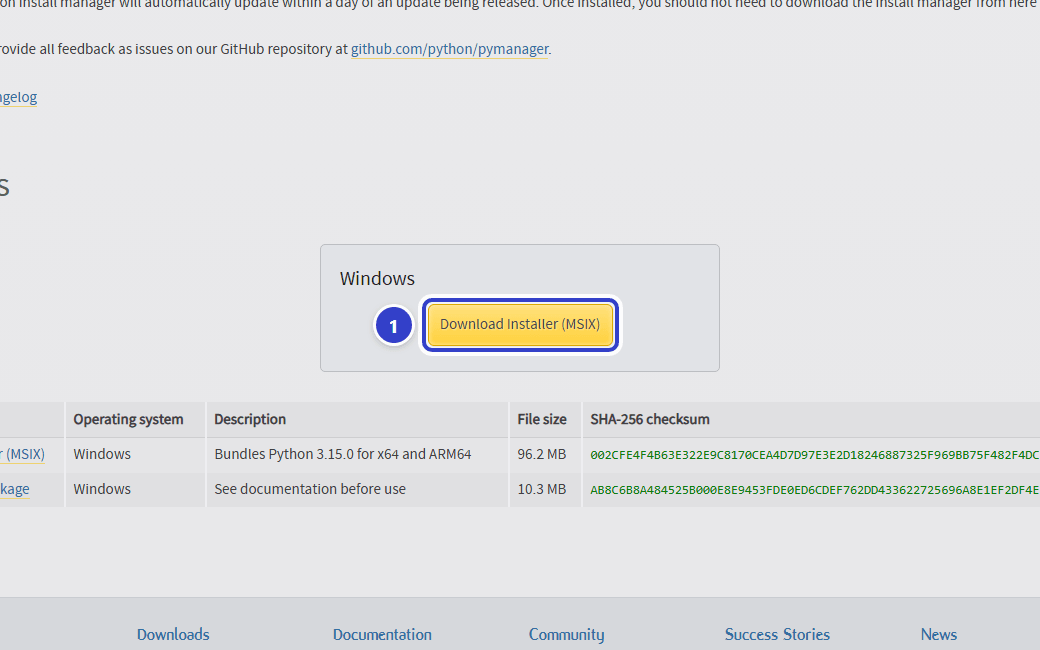 on install manager will automatically update within a day of an update being released. Once installed, you should not need to download the install manager from here
rovide all feedback as issues on our GitHub repository at github.com/python/pymanager.
gelog
s
Windows
1 Download Installer (MSIX)
Operating system Description File size SHA-256 checksum
r (MSIX) Windows Bundles Python 3.15.0 for x64 and ARM64 96.2 MB 002CFE4F4B63E322E9C8170CEA4D7D97E3E2D18246887325F969BB75F482F4DC
kage Windows See documentation before use 10.3 MB AB8C6B8A484525B000E8E9453FDE0ED6CDEF762DD433622725696A8E1EF2DF4E
Downloads Documentation Community Success Stories News